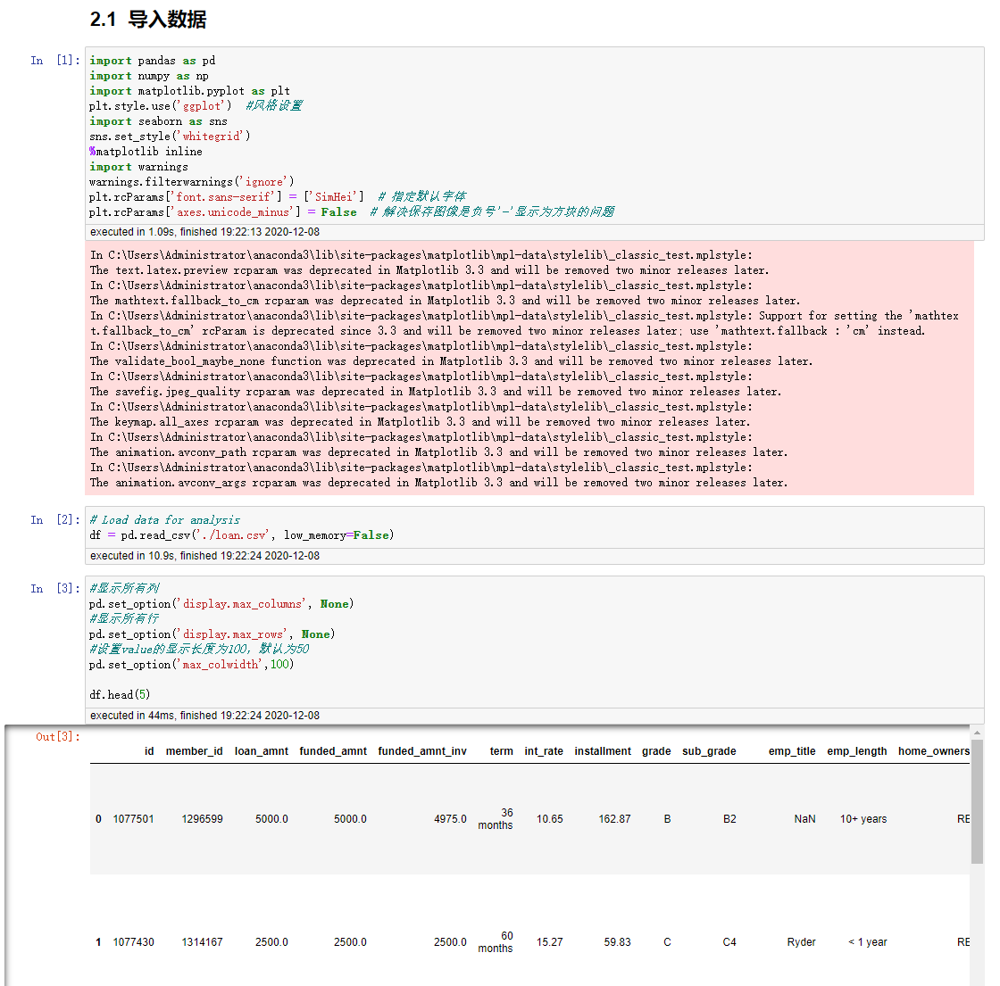 2.1 导入数据
In [1]:
import pandas as pd
import numpy as np
import matplotlib.pyplot as plt
plt.style.use('ggplot')  #风格设置
import seaborn as sns
sns.set_style('whitegrid')
%matplotlib inline
import warnings
warnings.filterwarnings('ignore')
plt.rcParams['font.sans-serif'] = ['SimHei']  # 指定默认字体
plt.rcParams['axes.unicode_minus'] = False  # 解决保存图像是负号'-'显示为方块的问题
executed in 1.09s, finished 19:22:13 2020-12-08
In C:\Users\Administrator\anaconda3\lib\site-packages\matplotlib\mpl-data\stylelib\_classic_test.mplstyle:
The text.latex.preview rcparam was deprecated in Matplotlib 3.3 and will be removed two minor releases later.
In C:\Users\Administrator\anaconda3\lib\site-packages\matplotlib\mpl-data\stylelib\_classic_test.mplstyle:
The mathtext.fallback_to_cm rcparam was deprecated in Matplotlib 3.3 and will be removed two minor releases later.
In C:\Users\Administrator\anaconda3\lib\site-packages\matplotlib\mpl-data\stylelib\_classic_test.mplstyle: Support for setting the 'mathtex
t.fallback_to_cm' rcParam is deprecated since 3.3 and will be removed two minor releases later; use 'mathtext.fallback : 'cm' instead.
In C:\Users\Administrator\anaconda3\lib\site-packages\matplotlib\mpl-data\stylelib\_classic_test.mplstyle:
The validate_bool_maybe_none function was deprecated in Matplotlib 3.3 and will be removed two minor releases later.
In C:\Users\Administrator\anaconda3\lib\site-packages\matplotlib\mpl-data\stylelib\_classic_test.mplstyle:
The savefig.jpeg_quality rcparam was deprecated in Matplotlib 3.3 and will be removed two minor releases later.
In C:\Users\Administrator\anaconda3\lib\site-packages\matplotlib\mpl-data\stylelib\_classic_test.mplstyle:
The keymap.all_axes rcparam was deprecated in Matplotlib 3.3 and will be removed two minor releases later.
In C:\Users\Administrator\anaconda3\lib\site-packages\matplotlib\mpl-data\stylelib\_classic_test.mplstyle:
The animation.avconv_path rcparam was deprecated in Matplotlib 3.3 and will be removed two minor releases later.
In C:\Users\Administrator\anaconda3\lib\site-packages\matplotlib\mpl-data\stylelib\_classic_test.mplstyle:
The animation.avconv_args rcparam was deprecated in Matplotlib 3.3 and will be removed two minor releases later.
In [2]:
# Load data for analysis
df = pd.read_csv('./loan.csv', low_memory=False)
executed in 10.9s, finished 19:22:24 2020-12-08
In [3]:
#显示所有列
pd.set_option('display.max_columns', None)
#显示所有行
pd.set_option('display.max_rows', None)
#设置value的显示长度为100，默认为50
pd.set_option('max_colwidth',100)
df.head(5)
executed in 44ms, finished 19:22:24 2020-12-08
Out[3]:
id member_id loan_amnt funded_amnt funded_amnt_inv term int_rate installment grade sub_grade emp_title emp_length home_owners
0 1077501 1296599 5000.0 5000.0 4975.0 36 months 10.65 162.87 B B2 NaN 10+ years RE
1 1077430 1314167 2500.0 2500.0 2500.0 60 months 15.27 59.83 C C4 Ryder < 1 year RE